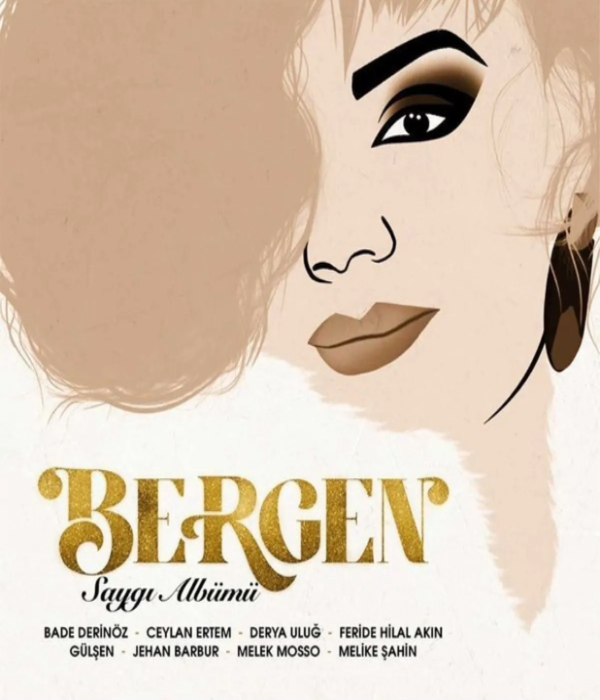 BERGEN
Saygı Albümü
BADE DERİNÖZ - CEYLAN ERTEM - DERYA ULUĞ - FERİDE HİLAL AKIN
GÜLŞEN - JEHAN BARBUR - MELEK MOSSO - MELİKE ŞAHİN